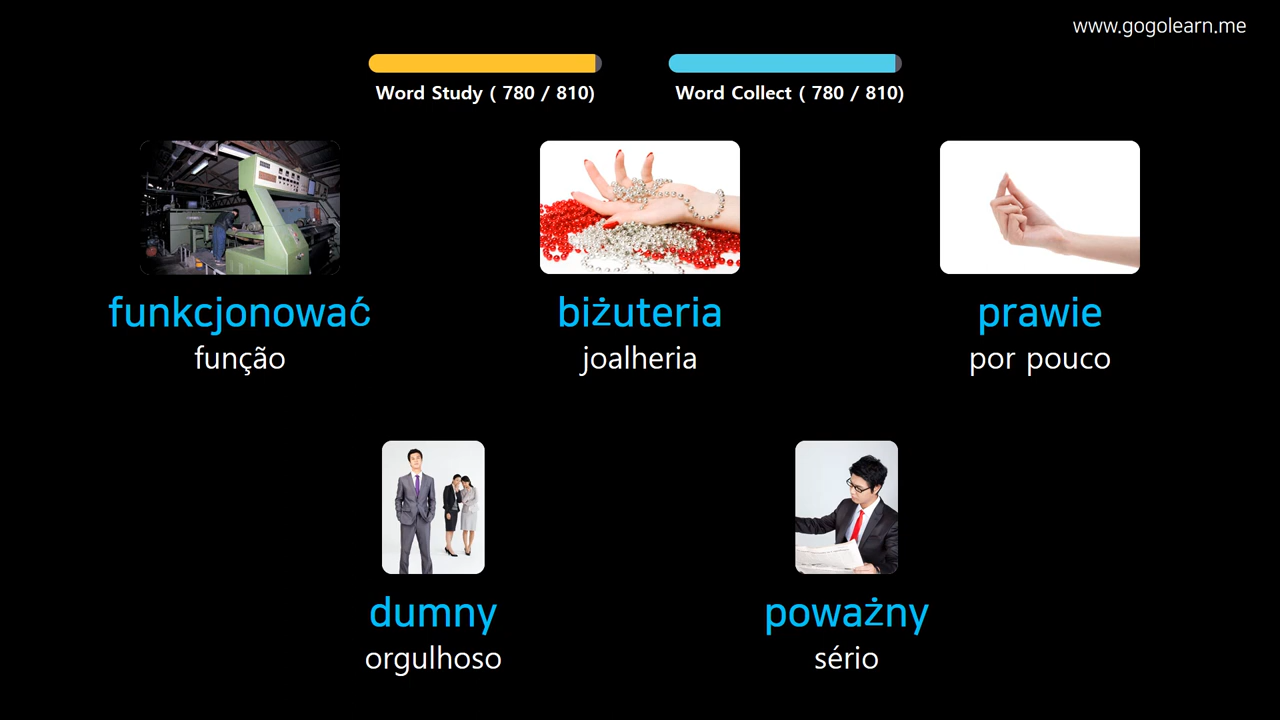 www.gogolearn.me
Word Study ( 780 / 810)
Word Collect ( 780 / 810)
funkcjonować
função
biżuteria
joalheria
prawie
por pouco
dumny
orgulhoso
poważny
sério